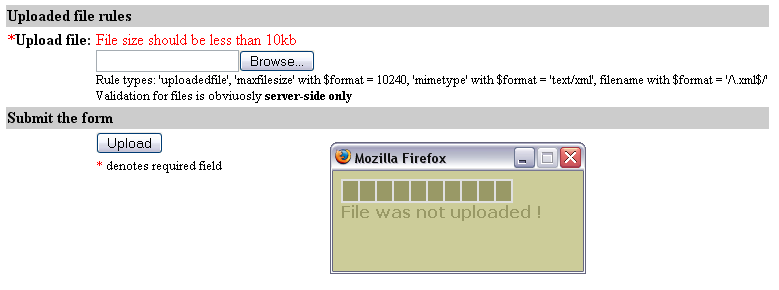 Uploaded file rules
*Upload file: File size should be less than 10kb
Browse...
Rule types: 'uploadedfile', 'maxfilesize' with $format = 10240, 'mimetype' with $format = 'text/xml', filename with $format = '/\.xml$/'
Validation for files is obviuosly server-side only
Submit the form
Upload
* denotes required field
Mozilla Firefox
File was not uploaded !